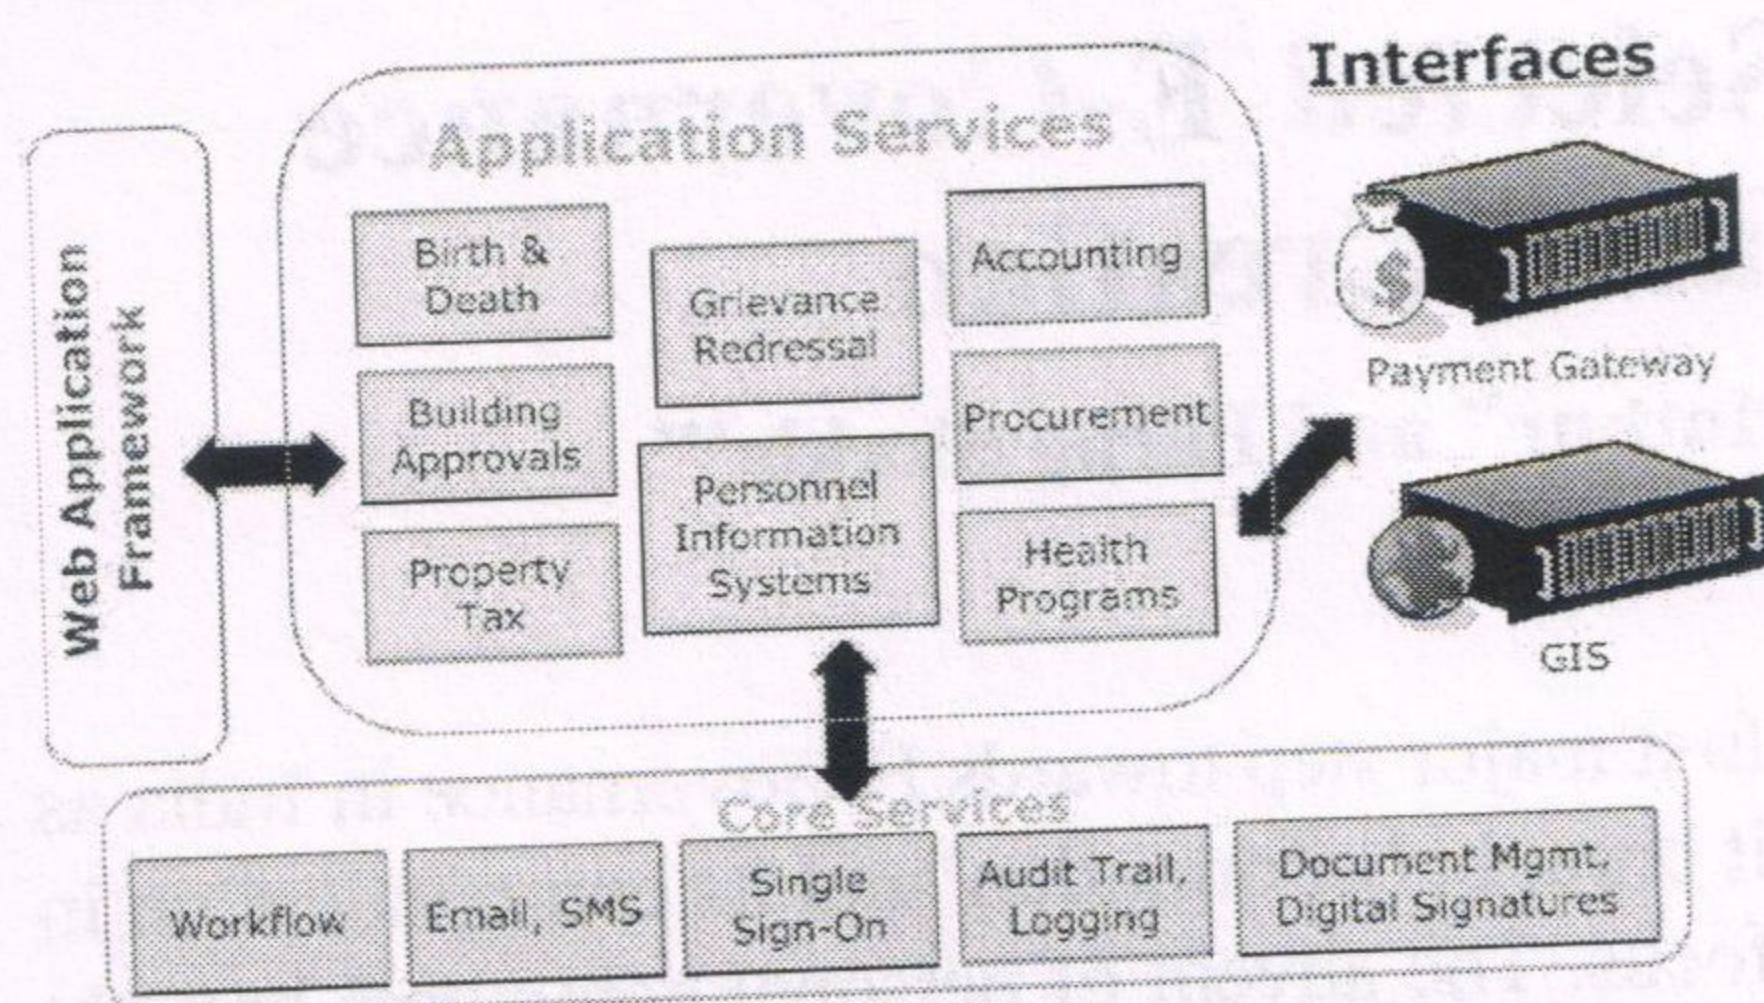 Interfaces
Application Services
Web Application
Framework
Birth &
Death
Building
Approvals
Property
Tax
Grievance
Redressal
Personnel
Information
Systems
Accounting
Procurement
Health
Programs
Payment Gateway
GIS
Core Services
Workflow
Email, SMS
Single
Sign-On
Audit Trail,
Logging
Document Mgmt,
Digital Signatures